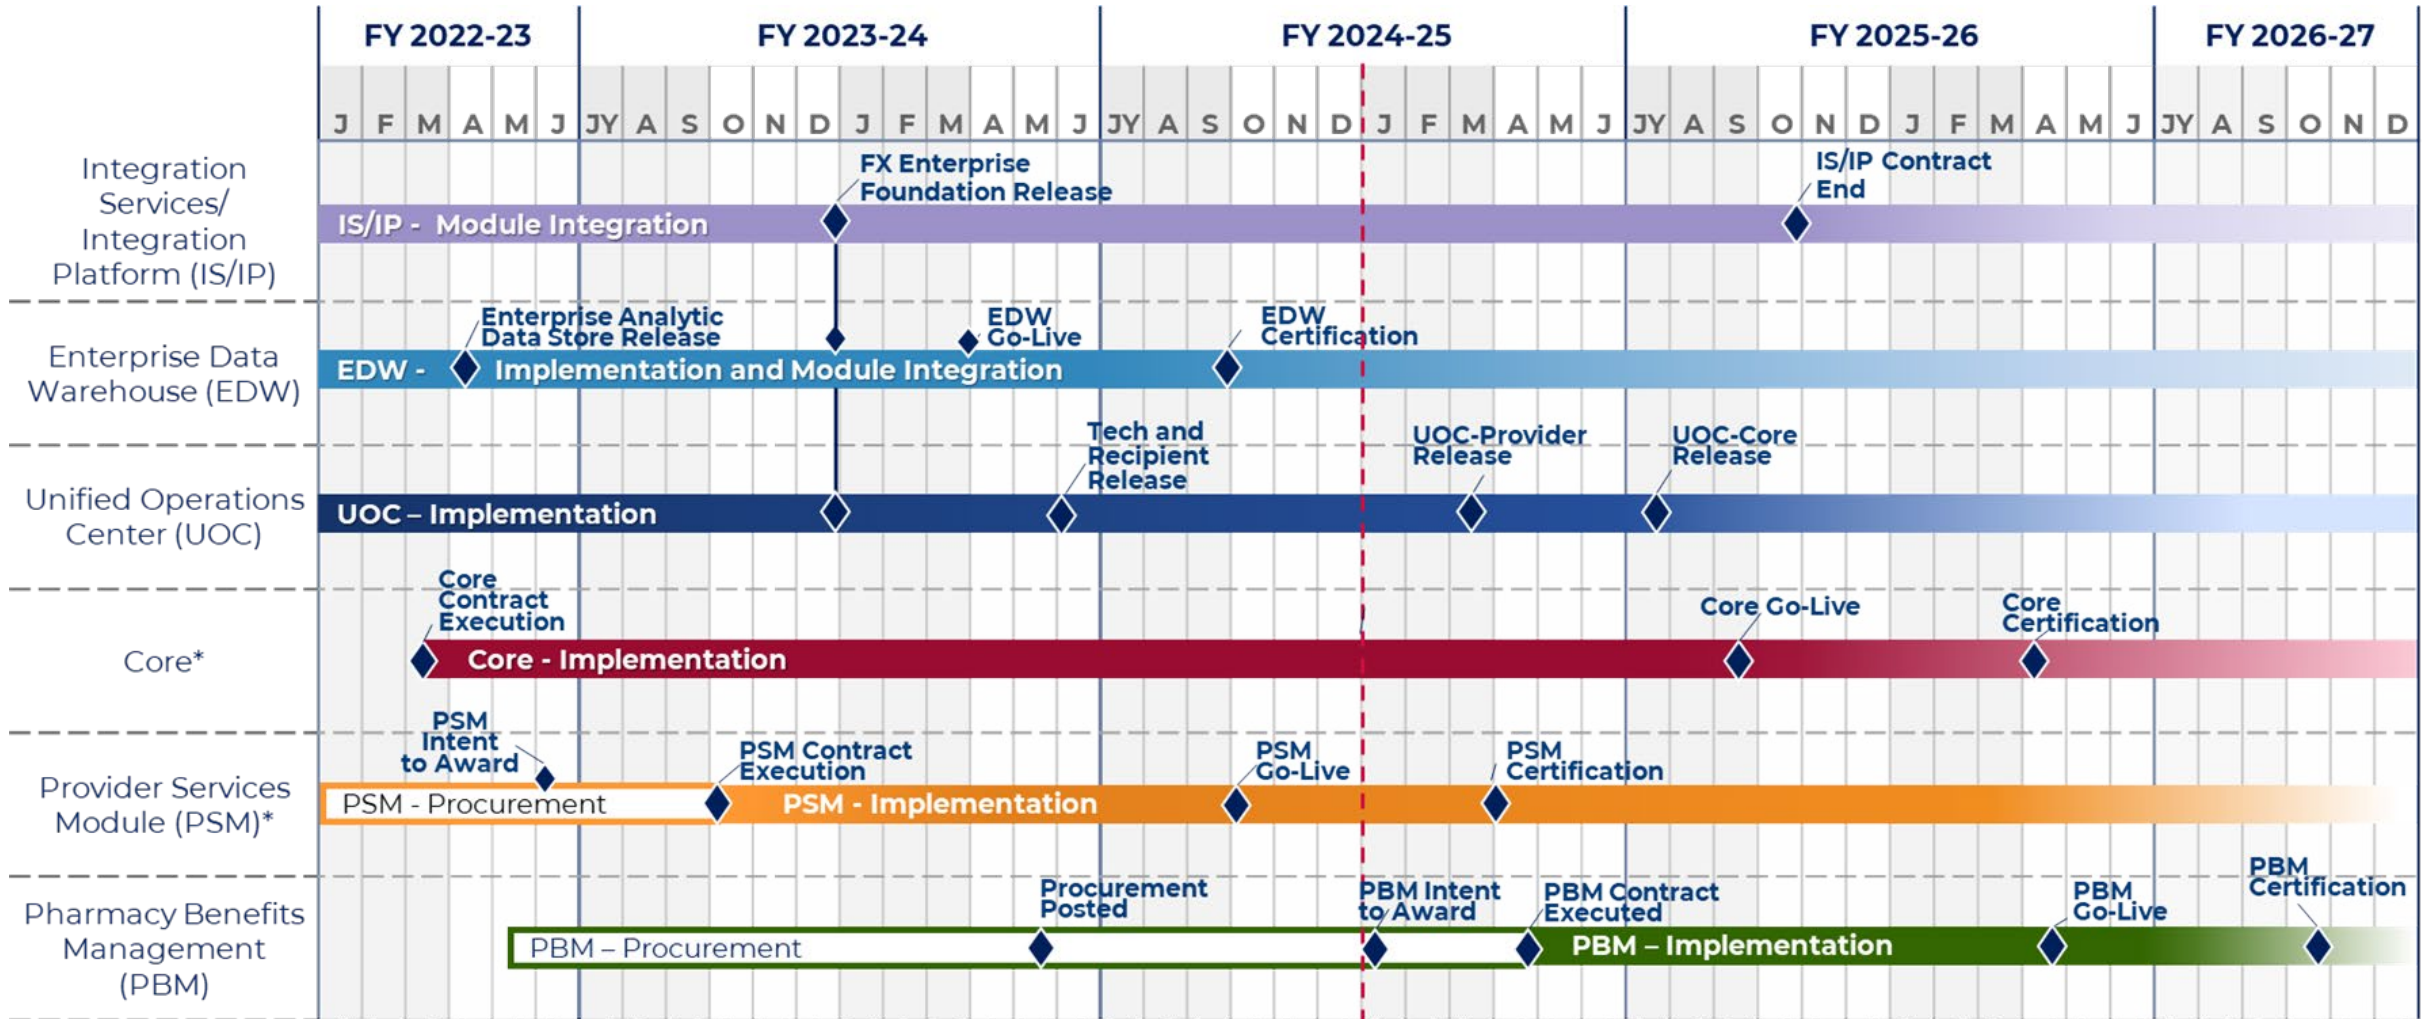 FY 2022-23 FY 2023-24 FY 2024-25 FY 2025-26 FY 2026-27
J F M A M J JY A S O N D J F M A M J JY A S O N D J F M A M J JY A S O N D J F M A M J JY A S O N D
Integration
Services/
Integration
Platform (IS/IP)
FX Enterprise
Foundation Release
IS/IP Contract
End
IS/IP - Module Integration
Enterprise Data
Warehouse (EDW)
Enterprise Analytic
Data Store Release
EDW
Go-Live
EDW
Certification
EDW - Implementation and Module Integration
Unified Operations
Center (UOC)
Tech and
Recipient
Release
UOC-Provider
Release
UOC-Core
Release
UOC – Implementation
Core*
Core
Contract
Execution
Core Go-Live
Core
Certification
Core - Implementation
Provider Services
Module (PSM)*
PSM
Intent
to Award
PSM Contract
Execution
PSM
Go-Live
PSM
Certification
PSM - Procurement
PSM - Implementation
Pharmacy Benefits
Management
(PBM)
Procurement
Posted
PBM Intent
to Award
PBM Contract
Executed
PBM
Go-Live
PBM
Certification
PBM – Procurement
PBM – Implementation